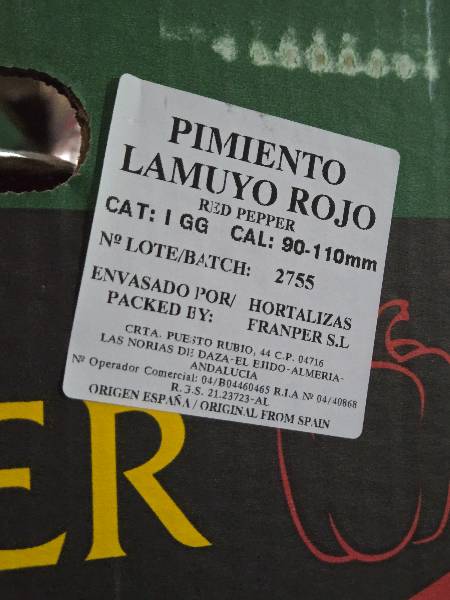 PIMIENTO
LAMUYO ROJO
RED PEPPER
CAT: I GG CAL: 90-110mm
Nº LOTE/BATCH: 2755
ENVASADO POR/ HORTALIZAS
PACKED BY: FRANPER S.L
CRTA. PUESTO RUBIO, 44 C.P. 04716
LAS NORIAS DE DAZA-EL EJIDO-ALMERIA-
ANDALUCIA
Nº Operador Comercial: 04/B04460465 R.I.A Nº 04/40868
R.G.S. 21.23723-AL
ORIGEN ESPAÑA / ORIGINAL FROM SPAIN
ER